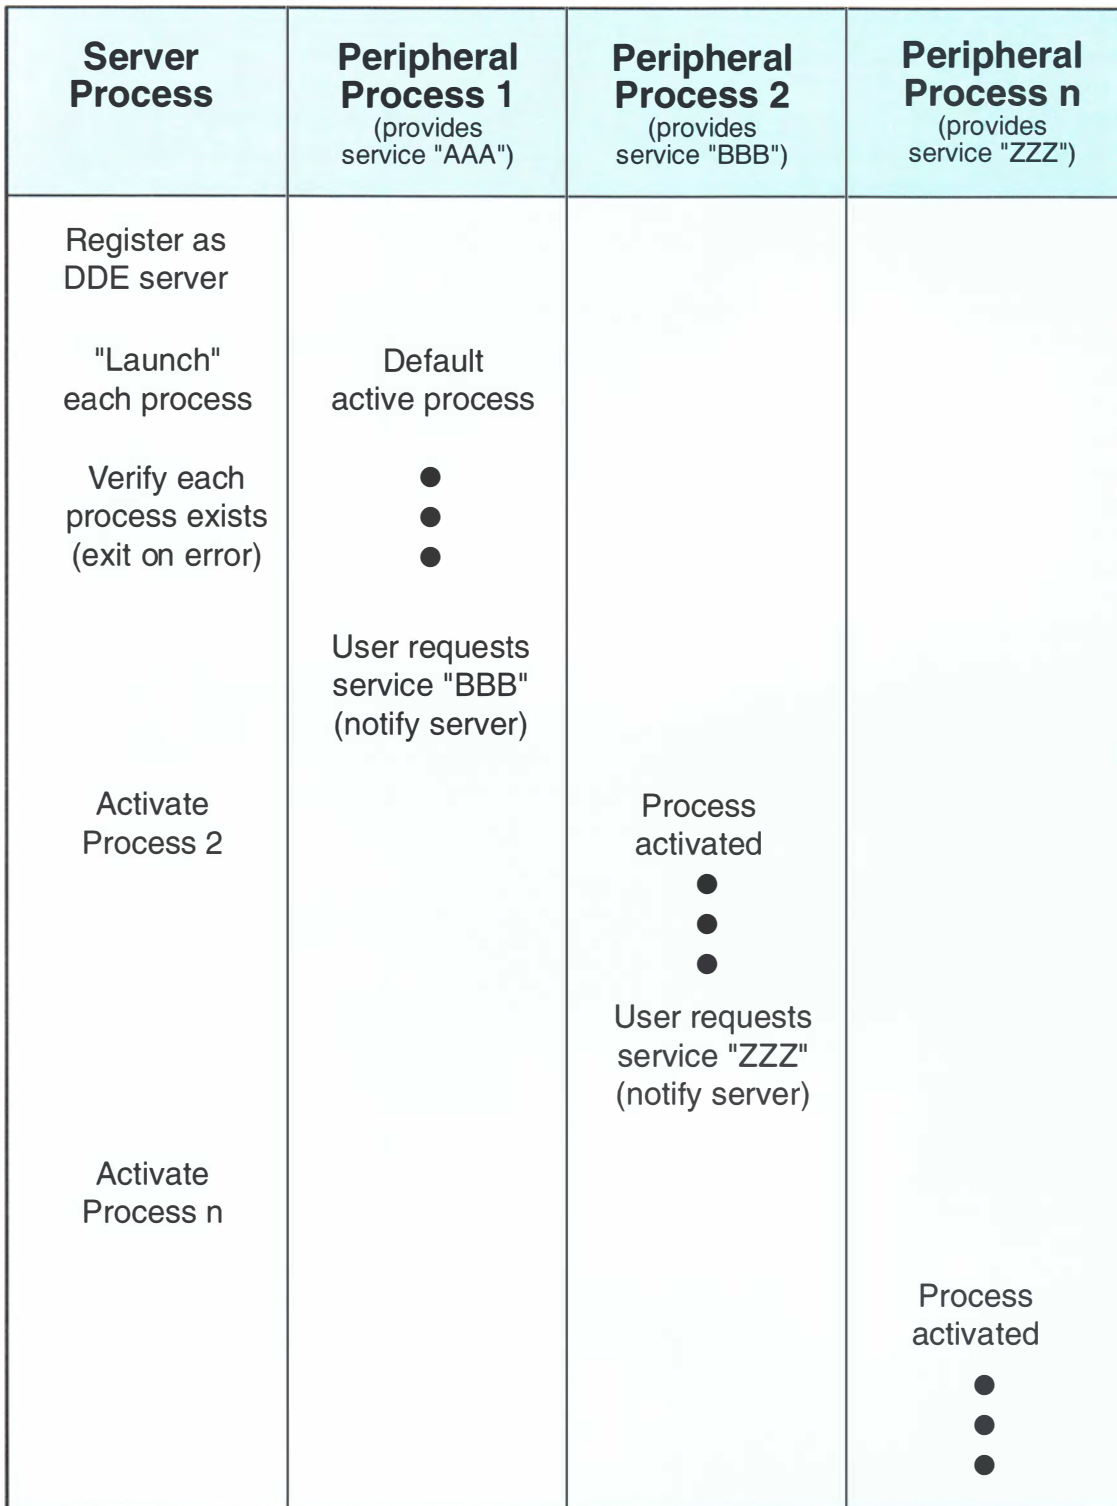 Server
Process
Peripheral
Process 1
(provides
service "AAA")
Peripheral
Process 2
(provides
service "BBB")
Peripheral
Process n
(provides
service "ZZZ")
Register as
DDE server
"Launch"
each process
Default
active process
Verify each
process exists
(exit on error)
User requests
service "BBB"
(notify server)
Activate
Process 2
Process
activated
User requests
service "ZZZ"
(notify server)
Activate
Process n
Process
activated